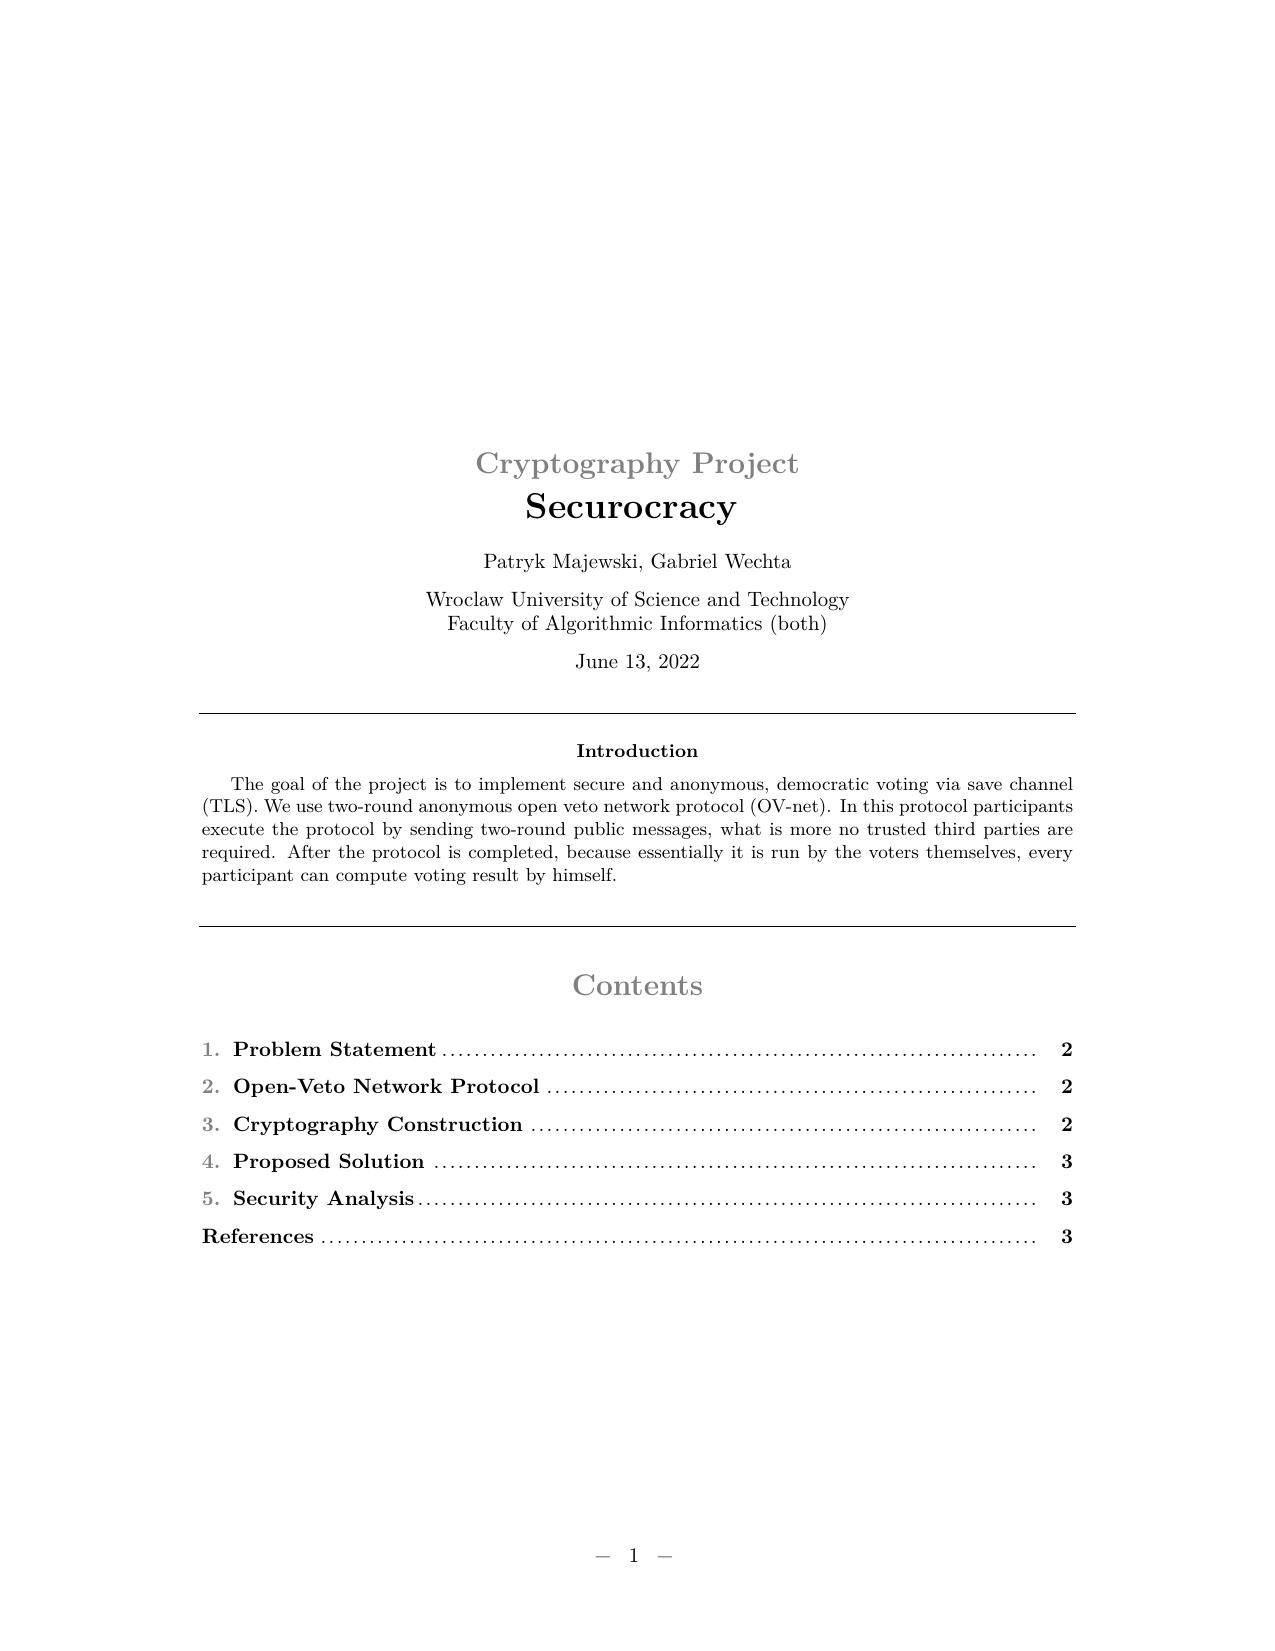 Cryptography Project
Securocracy
Patryk Majewski, Gabriel Wechta
Wroclaw University of Science and Technology
Faculty of Algorithmic Informatics (both)
June 13, 2022
Introduction
The goal of the project is to implement secure and anonymous, democratic voting via save channel
(TLS). We use two-round anonymous open veto network protocol (OV-net). In this protocol participants
execute the protocol by sending two-round public messages, what is more no trusted third parties are
required. After the protocol is completed, because essentially it is run by the voters themselves, every
participant can compute voting result by himself.
Contents
1. Problem Statement ........................................................................ 2
2. Open-Veto Network Protocol ........................................................... 2
3. Cryptography Construction ............................................................. 2
4. Proposed Solution ......................................................................... 3
5. Security Analysis ........................................................................... 3
References ....................................................................................... 3
– 1 –